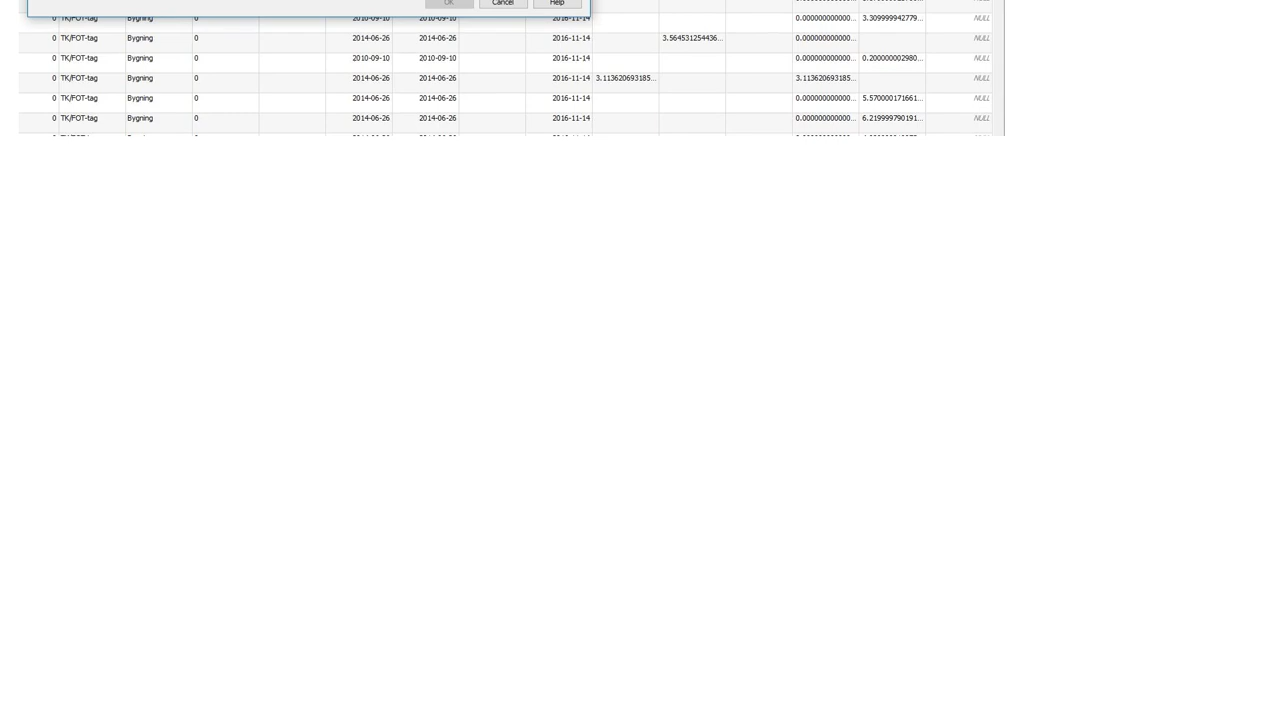 OK Cancel Help
0 TK/FOT-tag Bygning 0 2010-09-10 2010-09-10 2016-11-14 0.000000000000... 3.309999942779... NULL
0 TK/FOT-tag Bygning 0 2014-06-26 2014-06-26 2016-11-14 3.564531254436... 0.000000000000...
0 TK/FOT-tag Bygning 0 2010-09-10 2010-09-10 2016-11-14 0.000000000000... 0.200000002980... NULL
0 TK/FOT-tag Bygning 0 2014-06-26 2014-06-26 2016-11-14 3.113620693185... 3.113620693185...
0 TK/FOT-tag Bygning 0 2014-06-26 2014-06-26 2016-11-14 0.000000000000... 5.570000171661... NULL
0 TK/FOT-tag Bygning 0 2014-06-26 2014-06-26 2016-11-14 0.000000000000... 6.219999790191... NULL